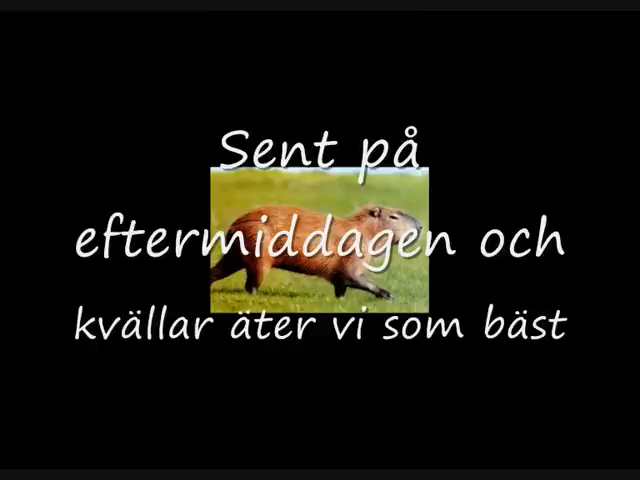 Sent på
eftermiddagen och
kvällar äter vi som bäst